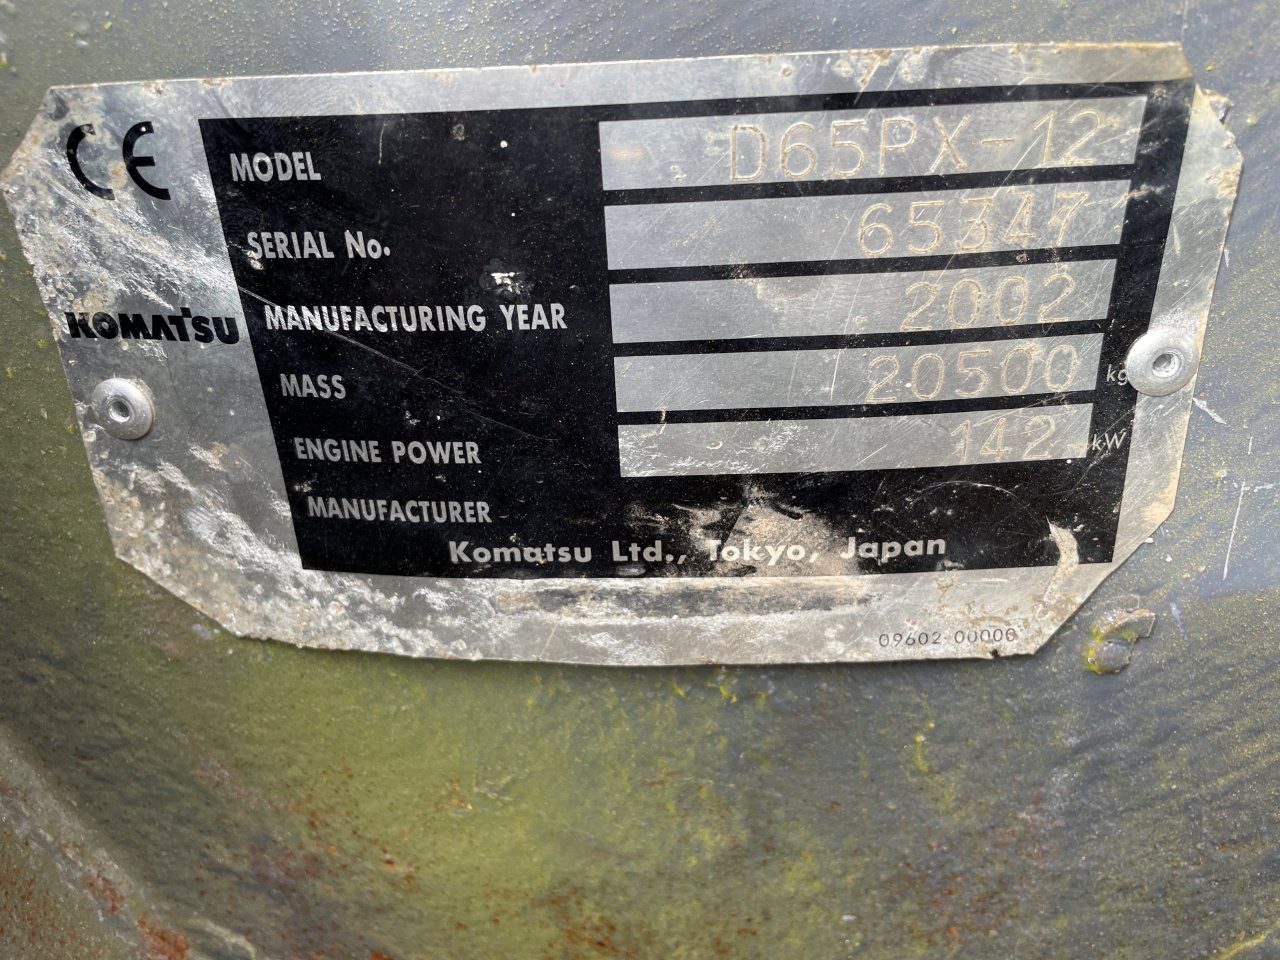 CE
MODEL D65PX-12
SERIAL No. 65347
MANUFACTURING YEAR 2002
KOMATSU
MASS 20500 kg
ENGINE POWER 142 kW
MANUFACTURER
Komatsu Ltd., Tokyo, Japan
09602-00000